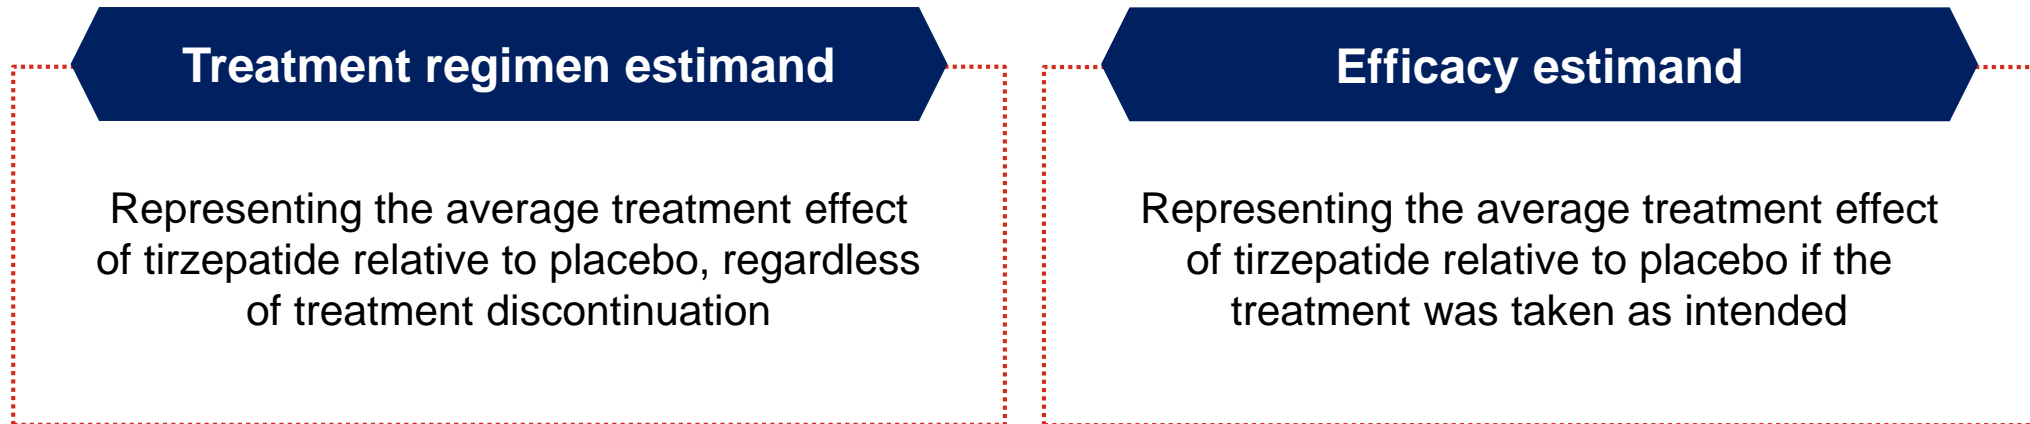 Treatment regimen estimand
Representing the average treatment effect
of tirzepatide relative to placebo, regardless
of treatment discontinuation
Efficacy estimand
Representing the average treatment effect
of tirzepatide relative to placebo if the
treatment was taken as intended